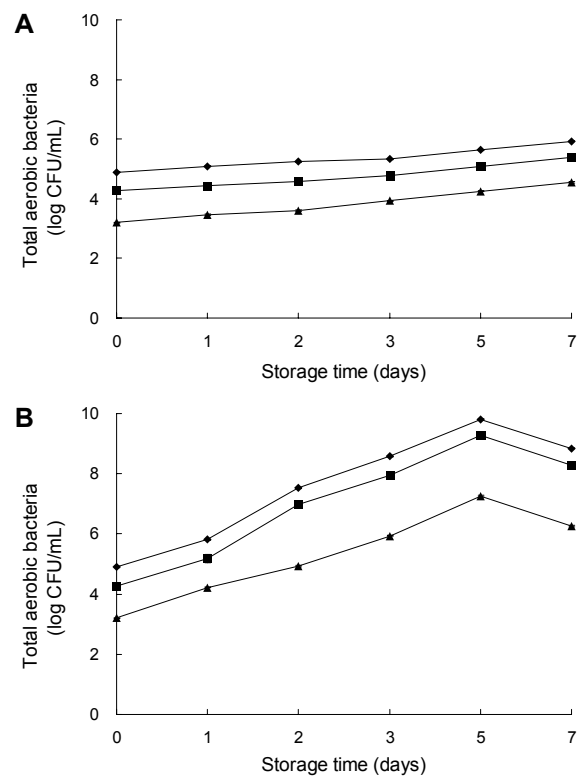 A
Total aerobic bacteria
(log CFU/mL)
10
8
6
4
2
0
0 1 2 3 5 7
Storage time (days)
B
Total aerobic bacteria
(log CFU/mL)
10
8
6
4
2
0
0 1 2 3 5 7
Storage time (days)